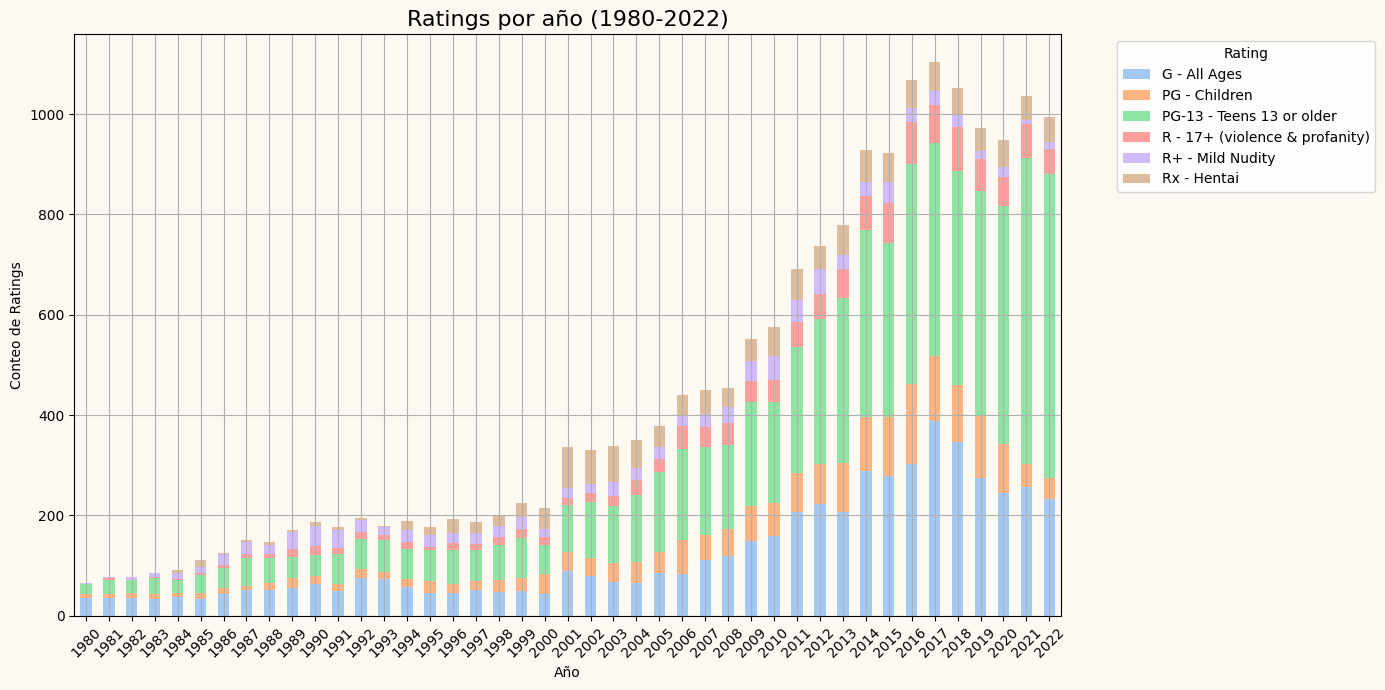 Ratings por año (1980-2022)
Conteo de Ratings
1000
800
600
400
200
0
1980 1981 1982 1983 1984 1985 1986 1987 1988 1989 1990 1991 1992 1993 1994 1995 1996 1997 1998 1999 2000 2001 2002 2003 2004 2005 2006 2007 2008 2009 2010 2011 2012 2013 2014 2015 2016 2017 2018 2019 2020 2021 2022
Año
Rating
G - All Ages
PG - Children
PG-13 - Teens 13 or older
R - 17+ (violence & profanity)
R+ - Mild Nudity
Rx - Hentai